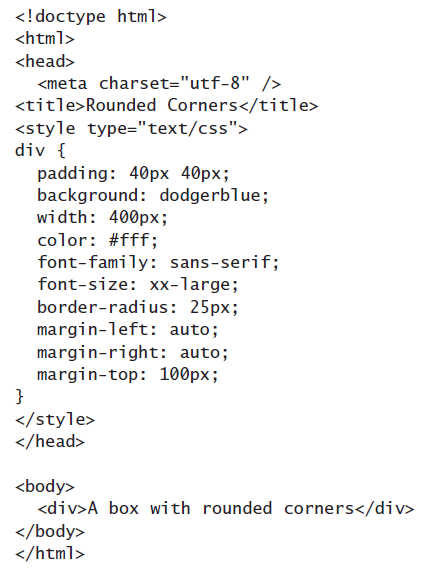 <!doctype html>
<html>
<head>
<meta charset="utf-8" />
<title>Rounded Corners</title>
<style type="text/css">
div {
padding: 40px 40px;
background: dodgerblue;
width: 400px;
color: #fff;
font-family: sans-serif;
font-size: xx-large;
border-radius: 25px;
margin-left: auto;
margin-right: auto;
margin-top: 100px;
}
</style>
</head>

<body>
<div>A box with rounded corners</div>
</body>
</html>